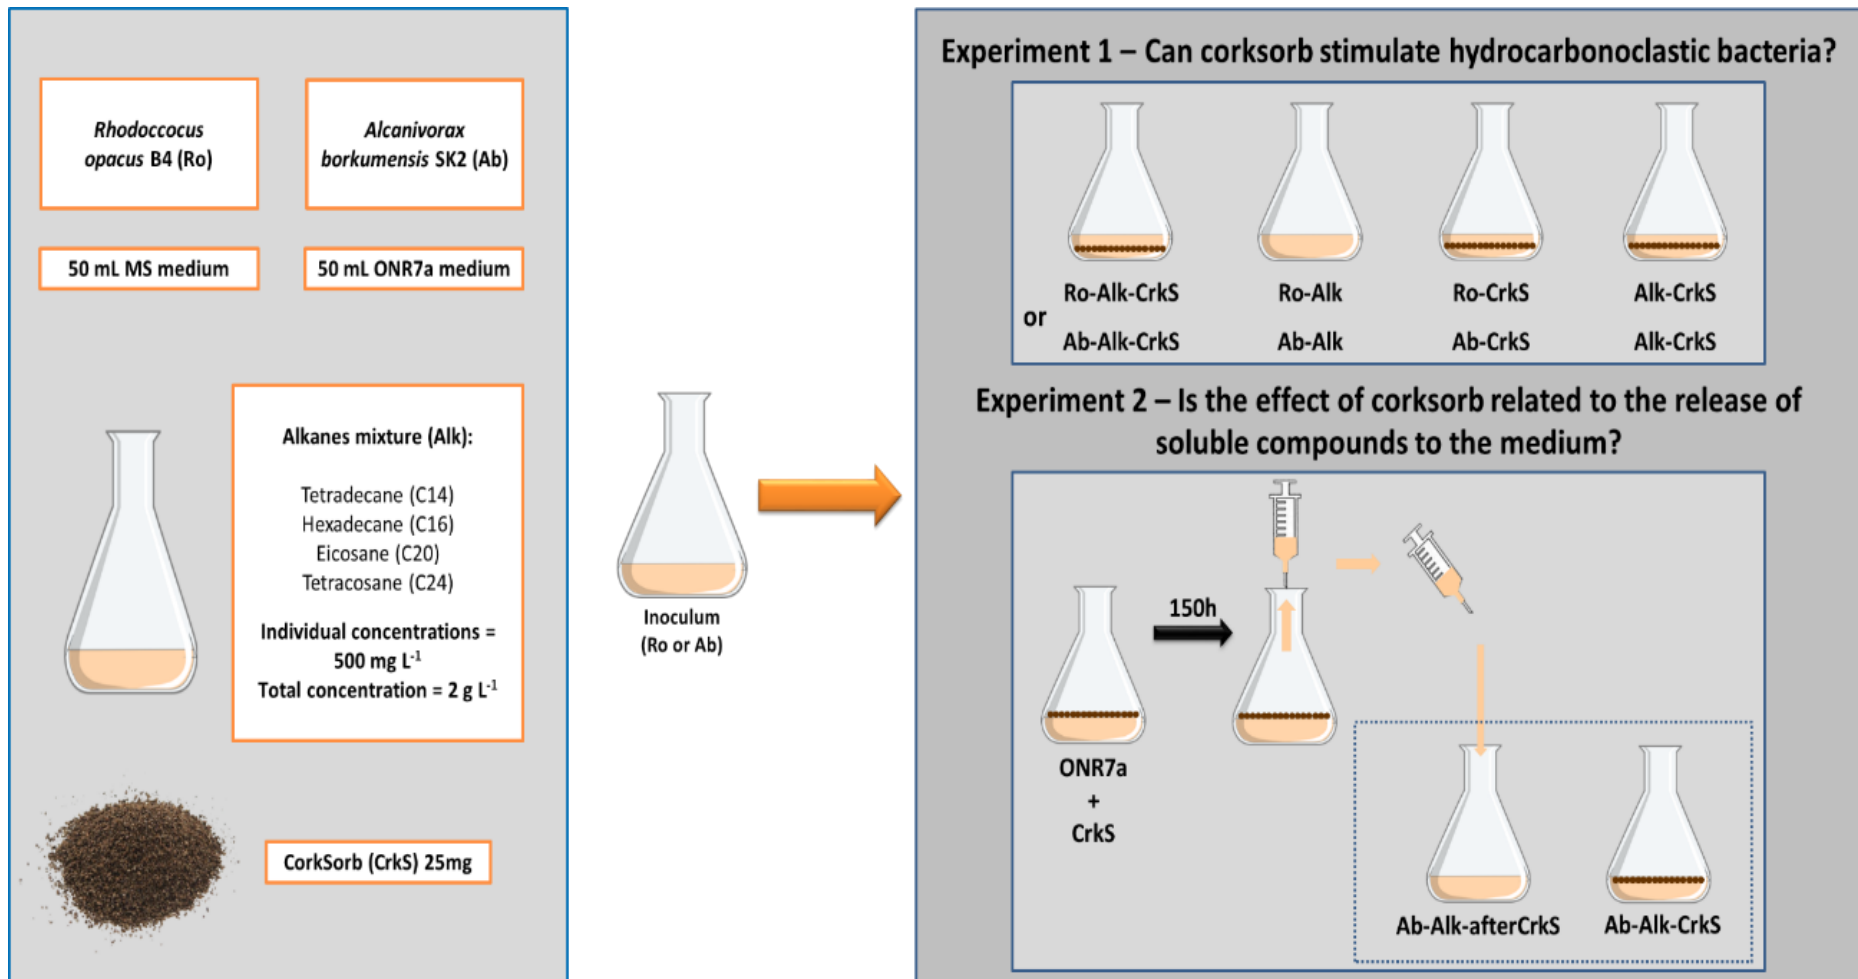 Rhodoccocus
opacus B4 (Ro)
Alcanivorax
borkumensis SK2 (Ab)
50 mL MS medium
50 mL ONR7a medium
Alkanes mixture (Alk):
Tetradecane (C14)
Hexadecane (C16)
Eicosane (C20)
Tetracosane (C24)
Individual concentrations =
500 mg L⁻¹
Total concentration = 2 g L⁻¹
CorkSorb (CrkS) 25mg
Inoculum
(Ro or Ab)
Experiment 1 – Can corksorb stimulate hydrocarbonoclastic bacteria?
Ro-Alk-CrkS
Ro-Alk
Ro-CrkS
Alk-CrkS
or
Ab-Alk-CrkS
Ab-Alk
Ab-CrkS
Alk-CrkS
Experiment 2 – Is the effect of corksorb related to the release of
soluble compounds to the medium?
150h
ONR7a
+
CrkS
Ab-Alk-afterCrkS
Ab-Alk-CrkS